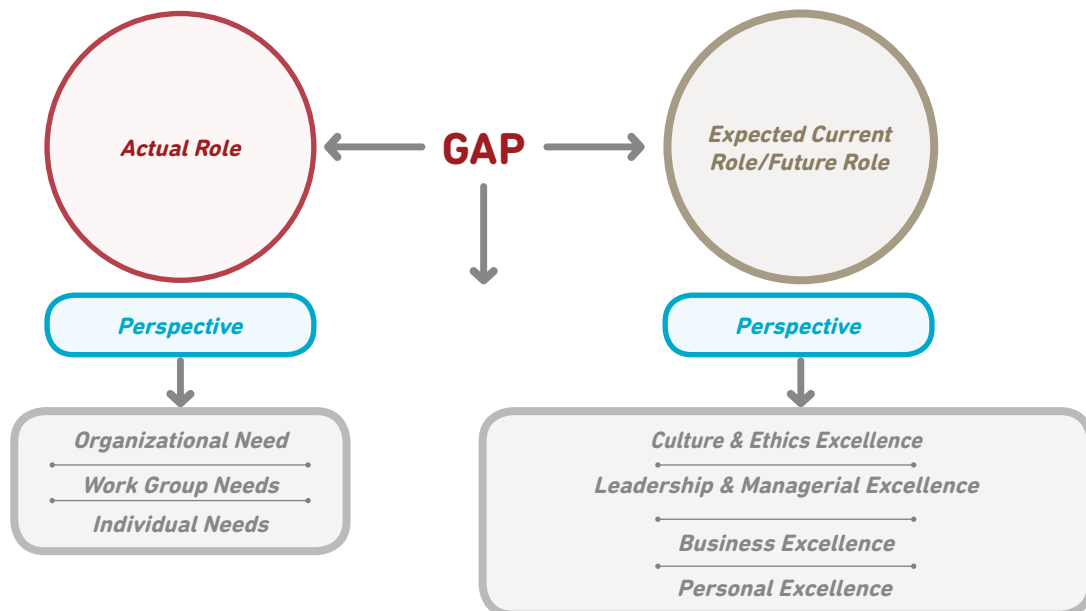 Actual Role
GAP
Expected Current
Role/Future Role
Perspective
Perspective
Organizational Need
Work Group Needs
Individual Needs
Culture & Ethics Excellence
Leadership & Managerial Excellence
Business Excellence
Personal Excellence